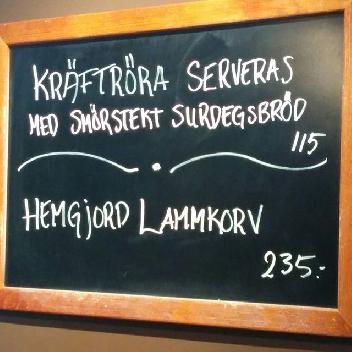 KRÄFTRÖRA SERVERAS
MED SMÖRSTEKT SURDEGSBRÖD
115
HEMGJORD LAMMKORV
235:-